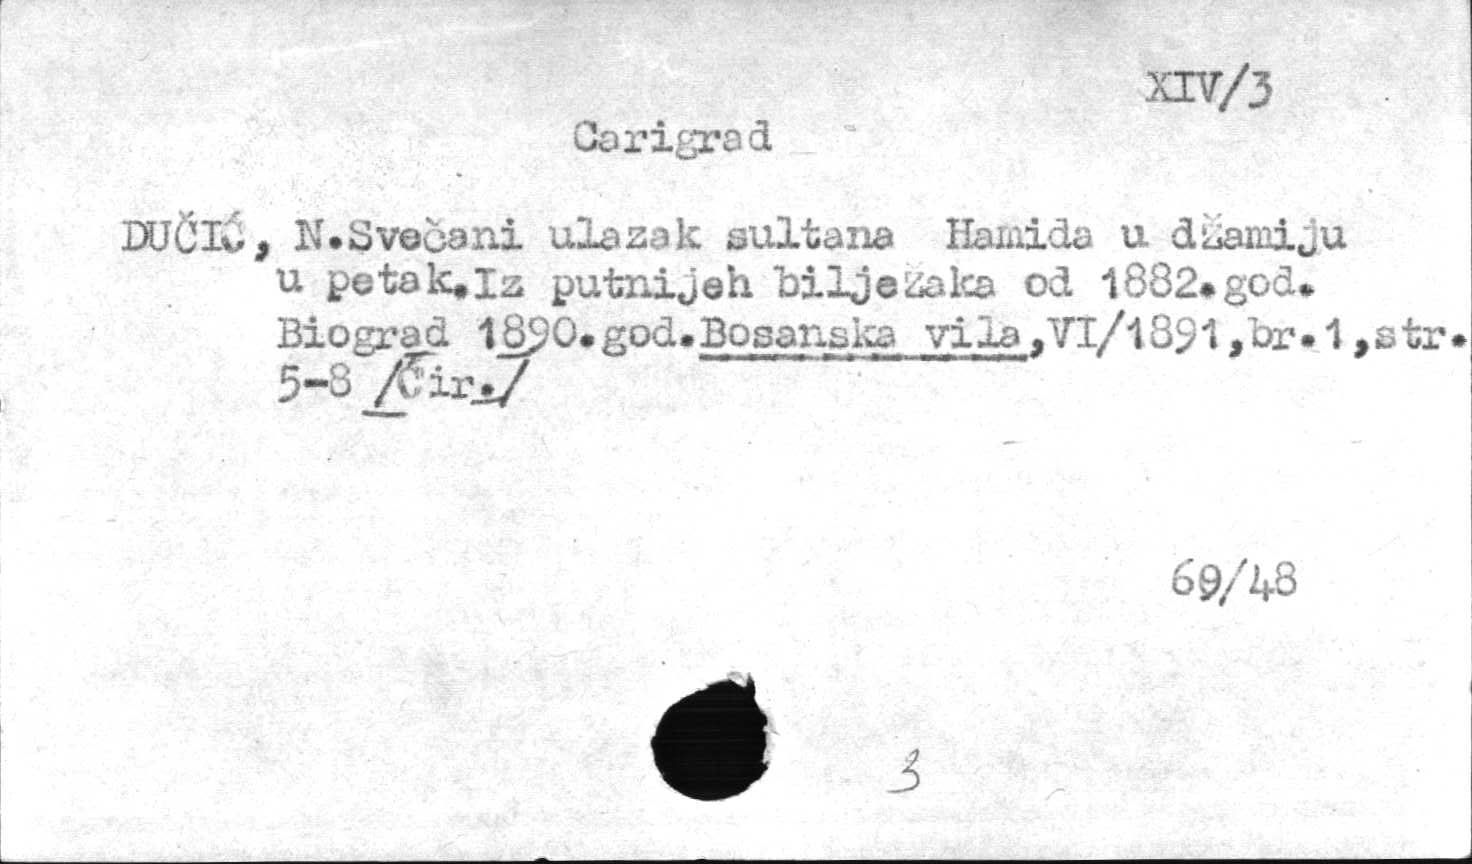 XIV/3
Carigrad
DUČIĆ, N.Svečani ulazak sultana Hamida u džamiju
u petak.Iz putnijeh bilježaka od 1882.god.
Biograd 1890.god.Bosanska vila,VI/1891,br.1,str.
5-8 /Ćir./
69/48
3